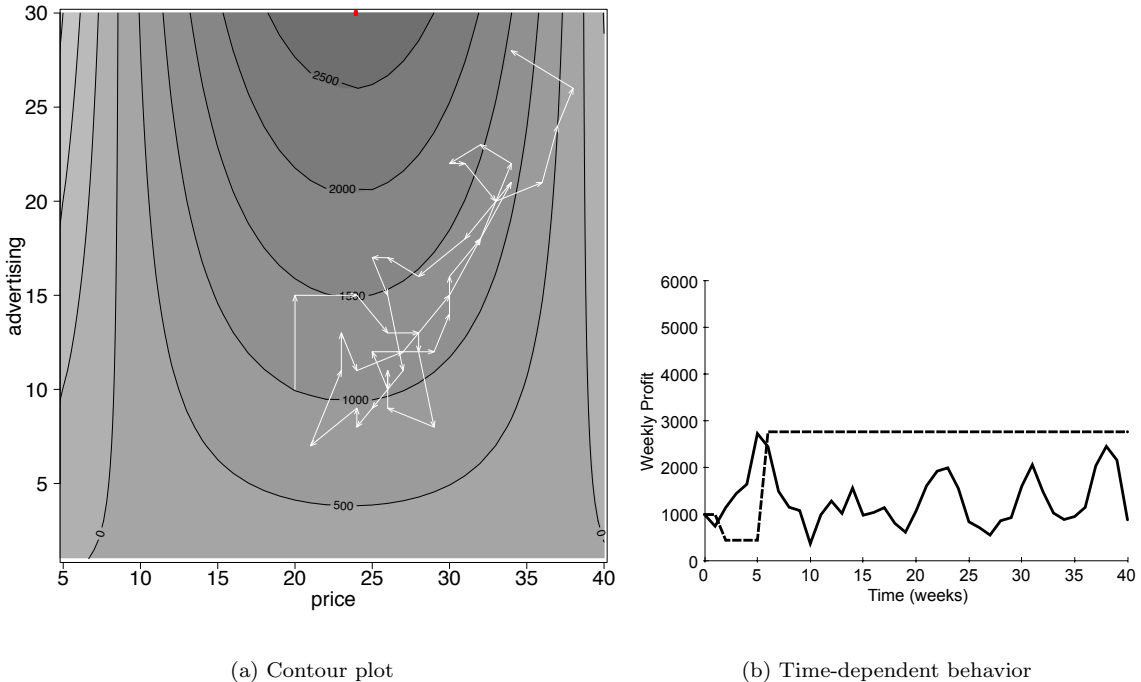 30
25
20
15
10
5
advertising
2500
2000
1500
1000
500
0
0
5 10 15 20 25 30 35 40
price
6000
5000
4000
3000
2000
1000
0
Weekly Profit
0 5 10 15 20 25 30 35 40
Time (weeks)
(a) Contour plot
(b) Time-dependent behavior